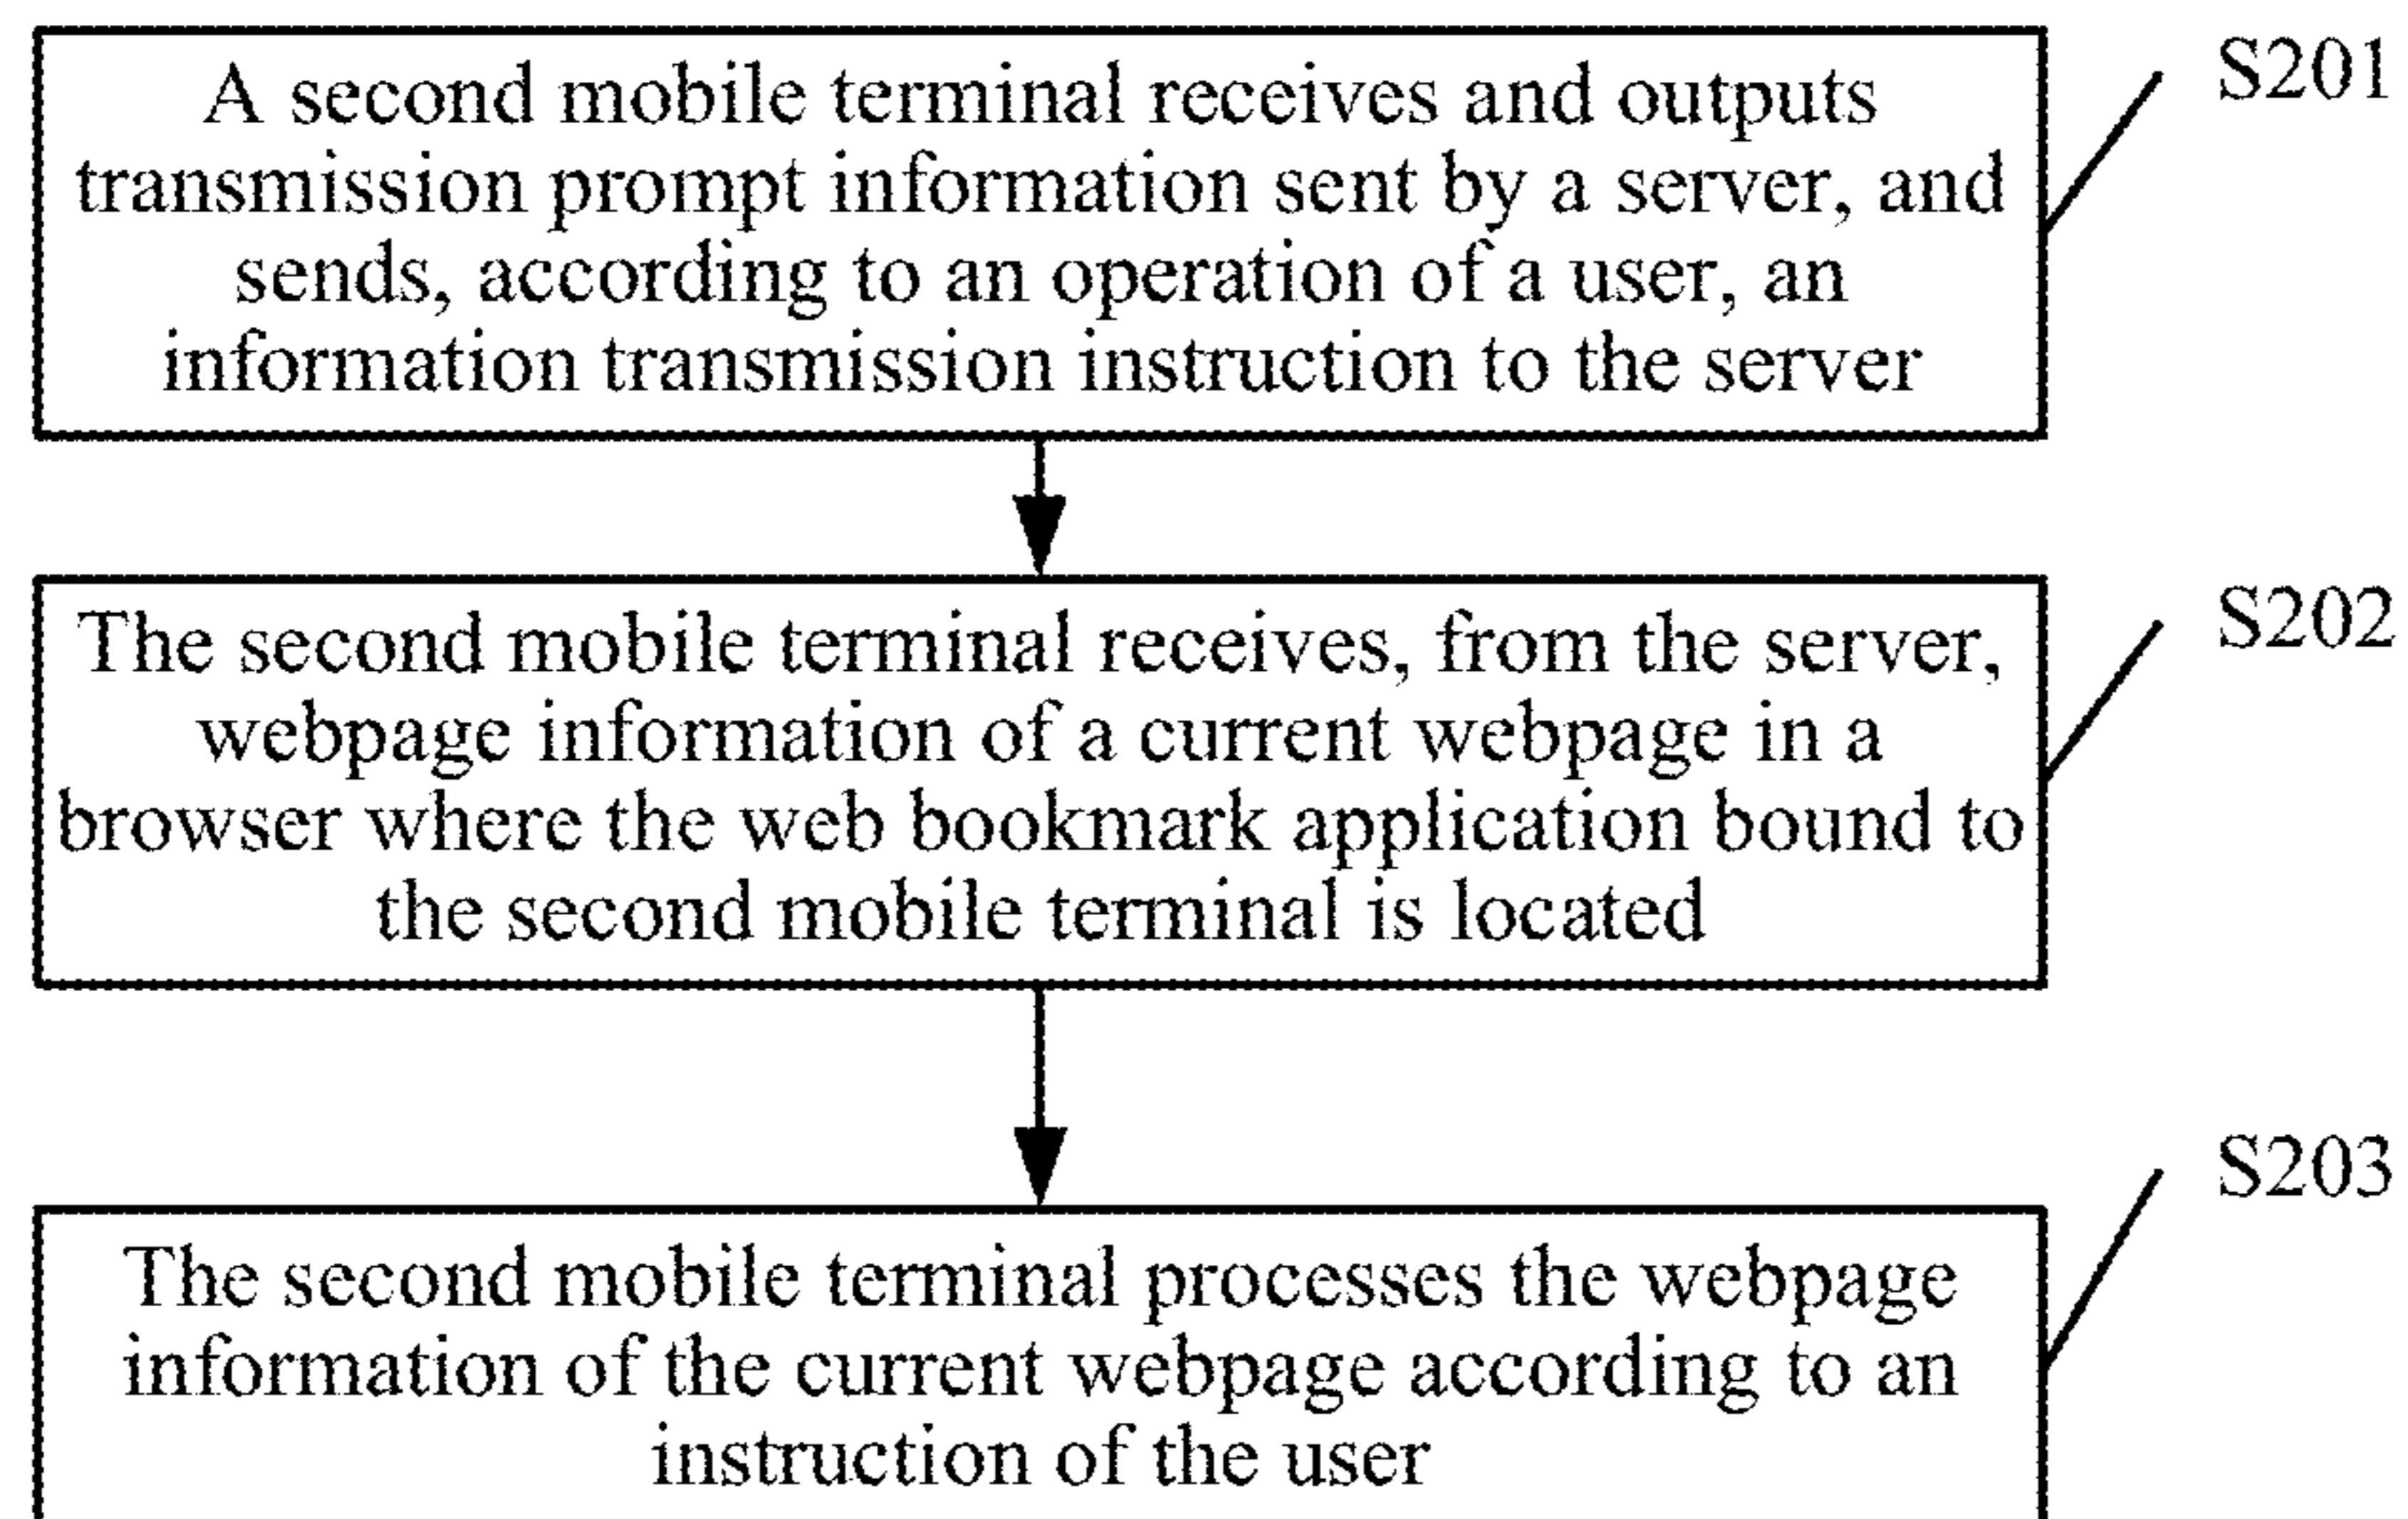 A second mobile terminal receives and outputs
transmission prompt information sent by a server, and
sends, according to an operation of a user, an
information transmission instruction to the server
S201
The second mobile terminal receives, from the server,
webpage information of a current webpage in a
browser where the web bookmark application bound to
the second mobile terminal is located
S202
The second mobile terminal processes the webpage
information of the current webpage according to an
instruction of the user
S203